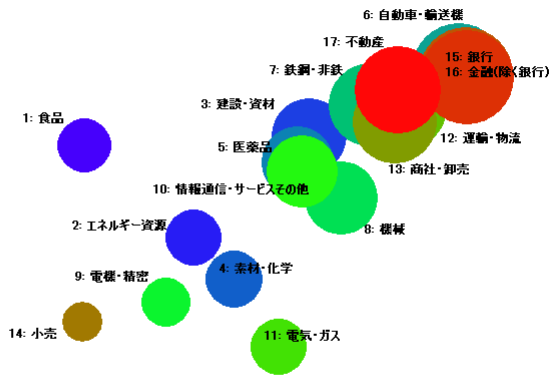 6: 自動車・輸送機
17: 不動産
15: 銀行
16: 金融(除く銀行)
7: 鉄鋼・非鉄
3: 建設・資材
1: 食品
12: 運輸・物流
5: 医薬品
13: 商社・卸売
10: 情報通信・サービスその他
2: エネルギー資源
8: 機械
4: 素材・化学
9: 電機・精密
14: 小売
11: 電気・ガス